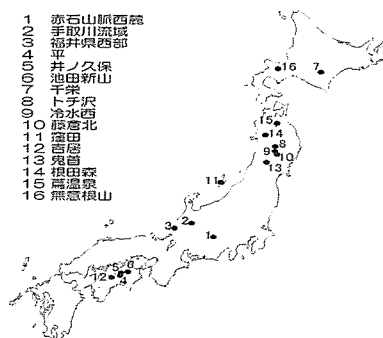 1 赤石山脈西麓
2 手取川流域
3 福井県西部
4 平
5 井ノ久保
6 池田新山
7 千栄
8 トチ沢
9 冷水西
10 藤倉北
11 窪田
12 吉居
13 鬼首
14 根田森
15 蔦温泉
16 無意根山
16
7
15
14
8
9
10
13
11
2
3
1
5
6
12
4